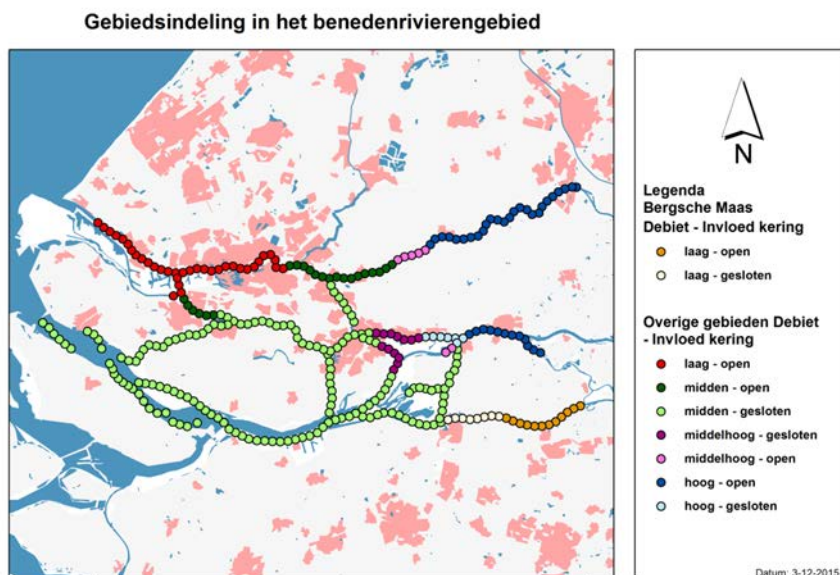 Gebiedsindeling in het benedenrivierengebied
N
Legenda
Bergsche Maas
Debiet - Invloed kering
laag - open
laag - gesloten
Overige gebieden Debiet
- Invloed kering
laag - open
midden - open
midden - gesloten
middelhoog - gesloten
middelhoog - open
hoog - open
hoog - gesloten
Datum: 3-12-2015